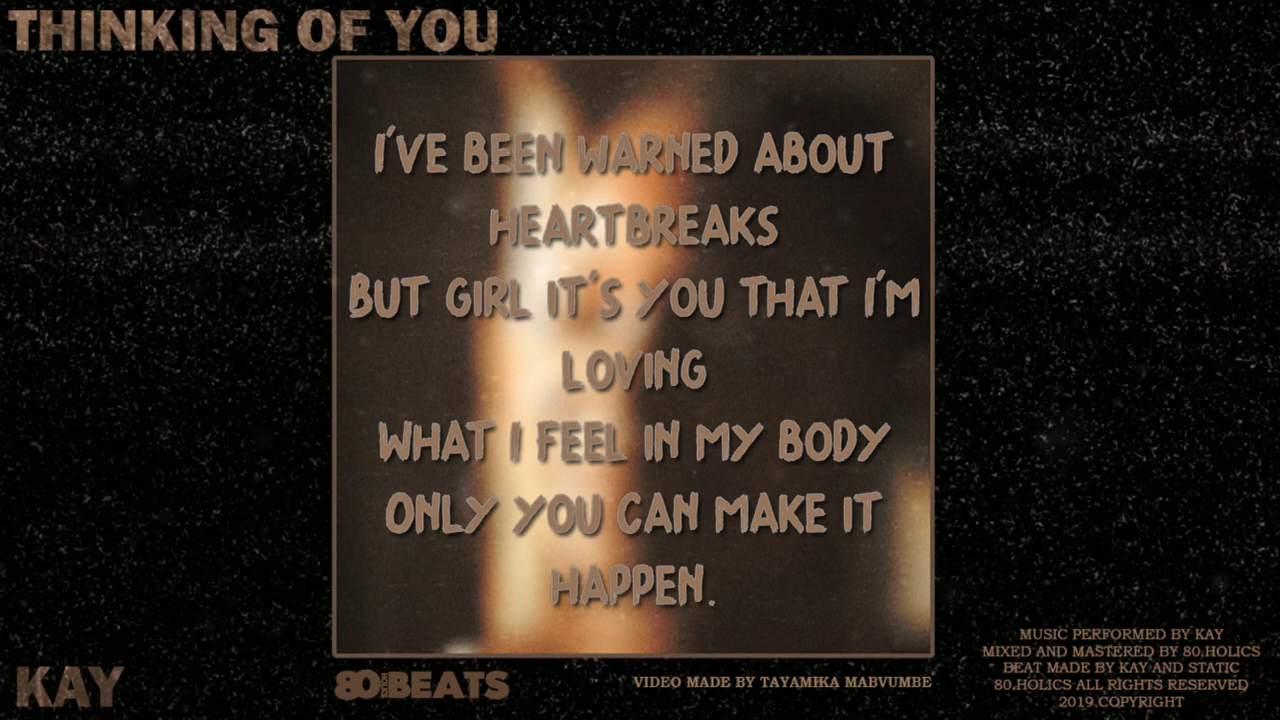 THINKING OF YOU
I'VE BEEN WARNED ABOUT
HEARTBREAKS
BUT GIRL IT'S YOU THAT I'M
LOVING
WHAT I FEEL IN MY BODY
ONLY YOU CAN MAKE IT
HAPPEN.
KAY
80 BEATS
VIDEO MADE BY TAYAMIKA MABVUMBE
MUSIC PERFORMED BY KAY
MIXED AND MASTERED BY 80.HOLICS
BEAT MADE BY KAY AND STATIC
80.HOLICS ALL RIGHTS RESERVED
2019 COPYRIGHT